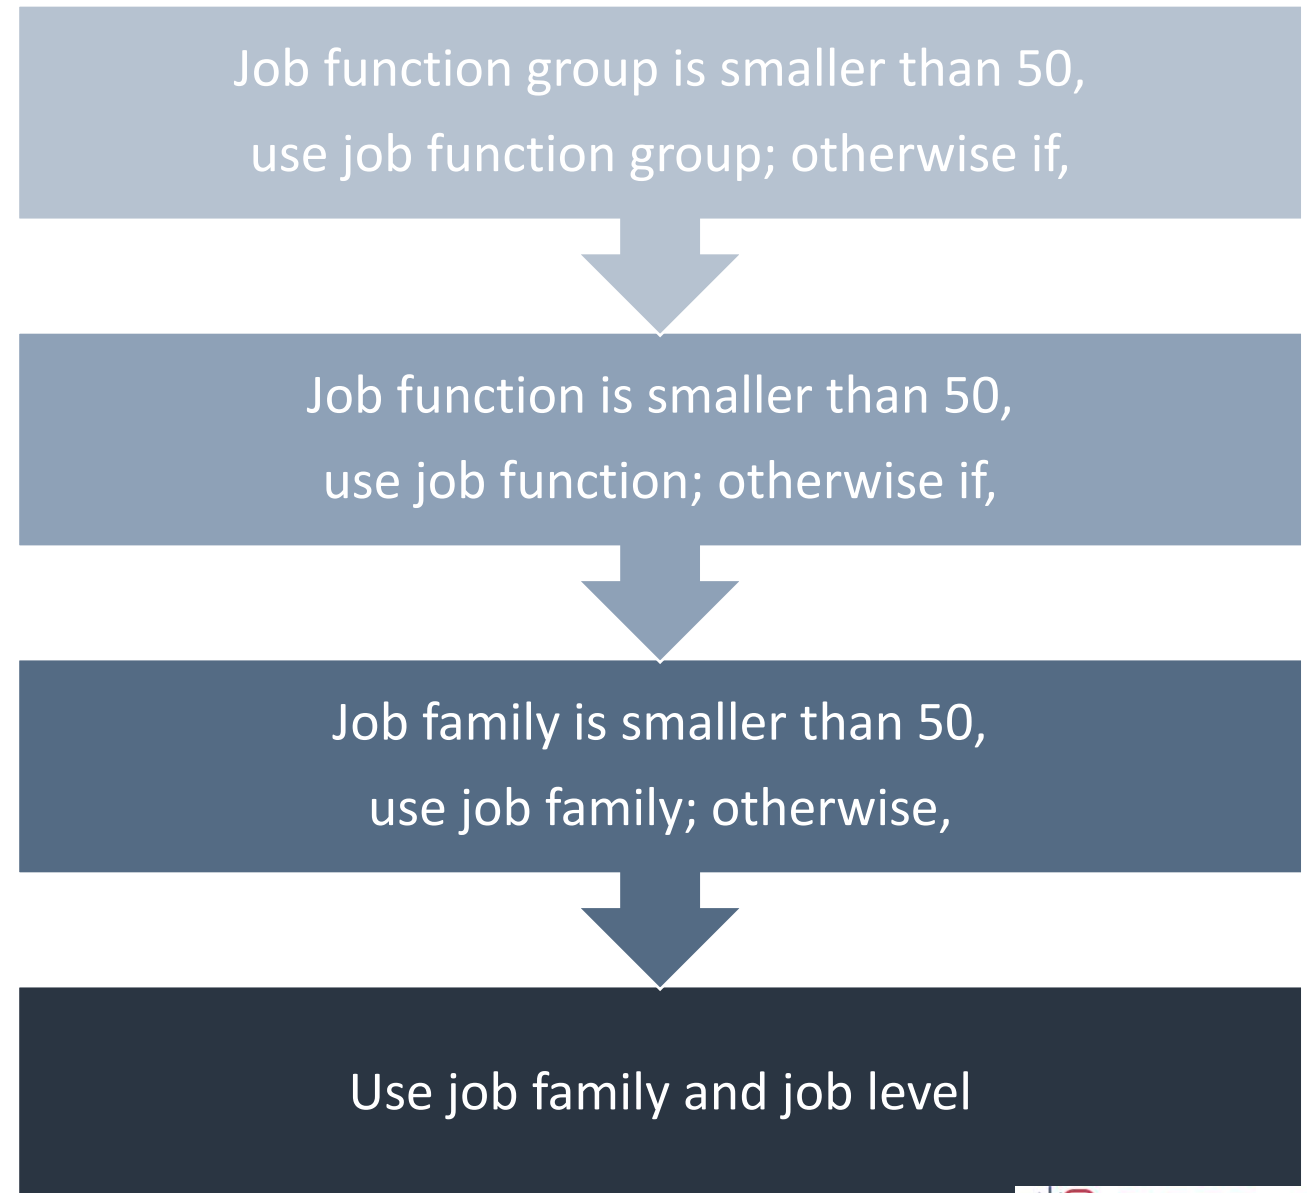 Job function group is smaller than 50,
use job function group; otherwise if,
Job function is smaller than 50,
use job function; otherwise if,
Job family is smaller than 50,
use job family; otherwise,
Use job family and job level